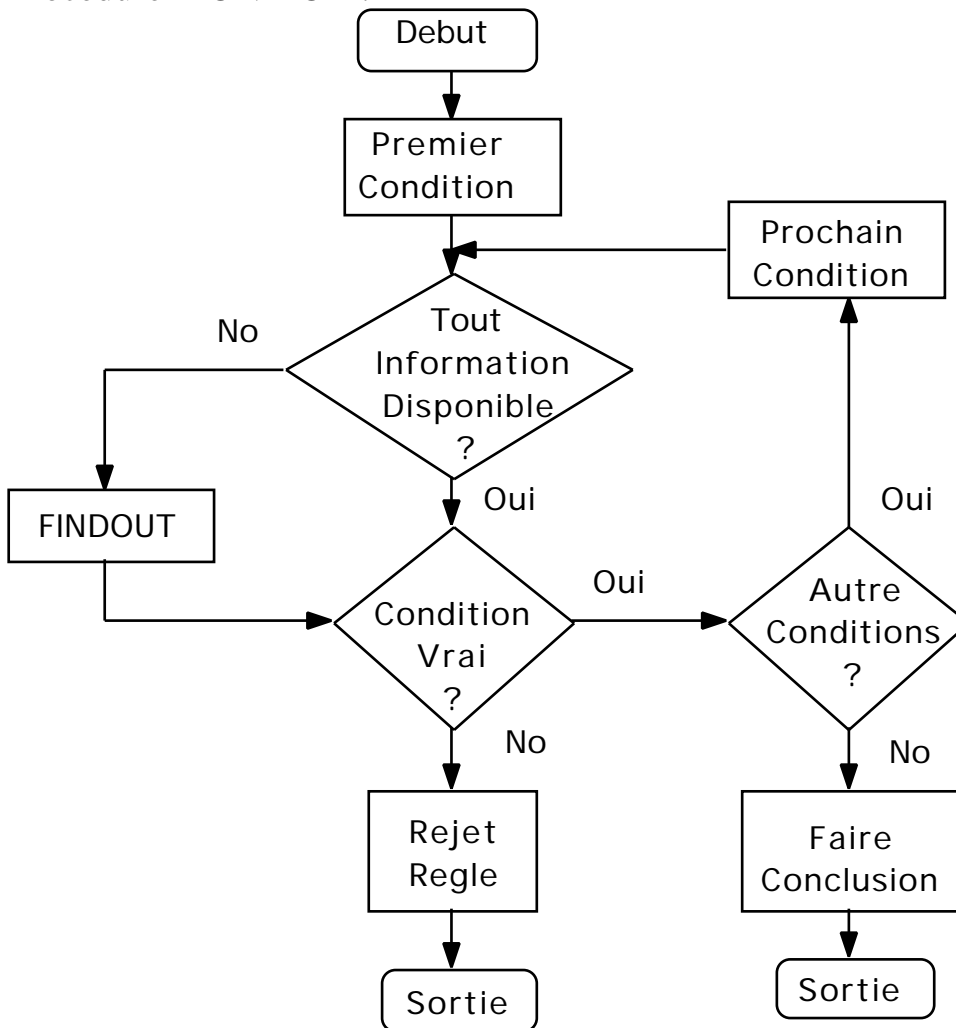 Debut
Premier
Condition
Prochain
Condition
No
Tout
Information
Disponible
?
Oui
Oui
FINDOUT
Oui
Condition
Vrai
?
Autre
Conditions
?
No
No
Rejet
Regle
Faire
Conclusion
Sortie
Sortie